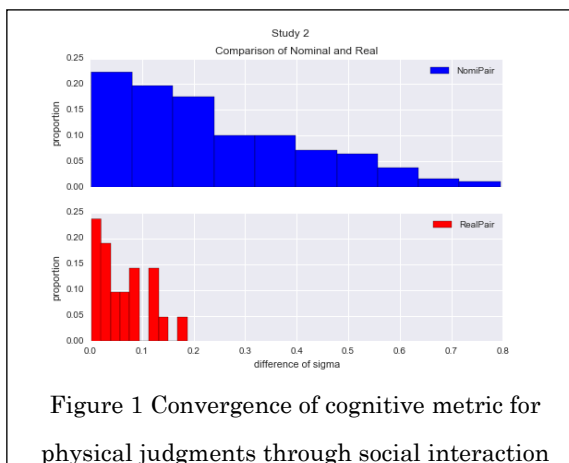 Study 2
Comparison of Nominal and Real
0.25
0.20
0.15
0.10
0.05
0.00
proportion
NomiPair
0.25
0.20
0.15
0.10
0.05
0.00
proportion
RealPair
0.0 0.1 0.2 0.3 0.4 0.5 0.6 0.7 0.8
difference of sigma
Figure 1 Convergence of cognitive metric for
physical judgments through social interaction